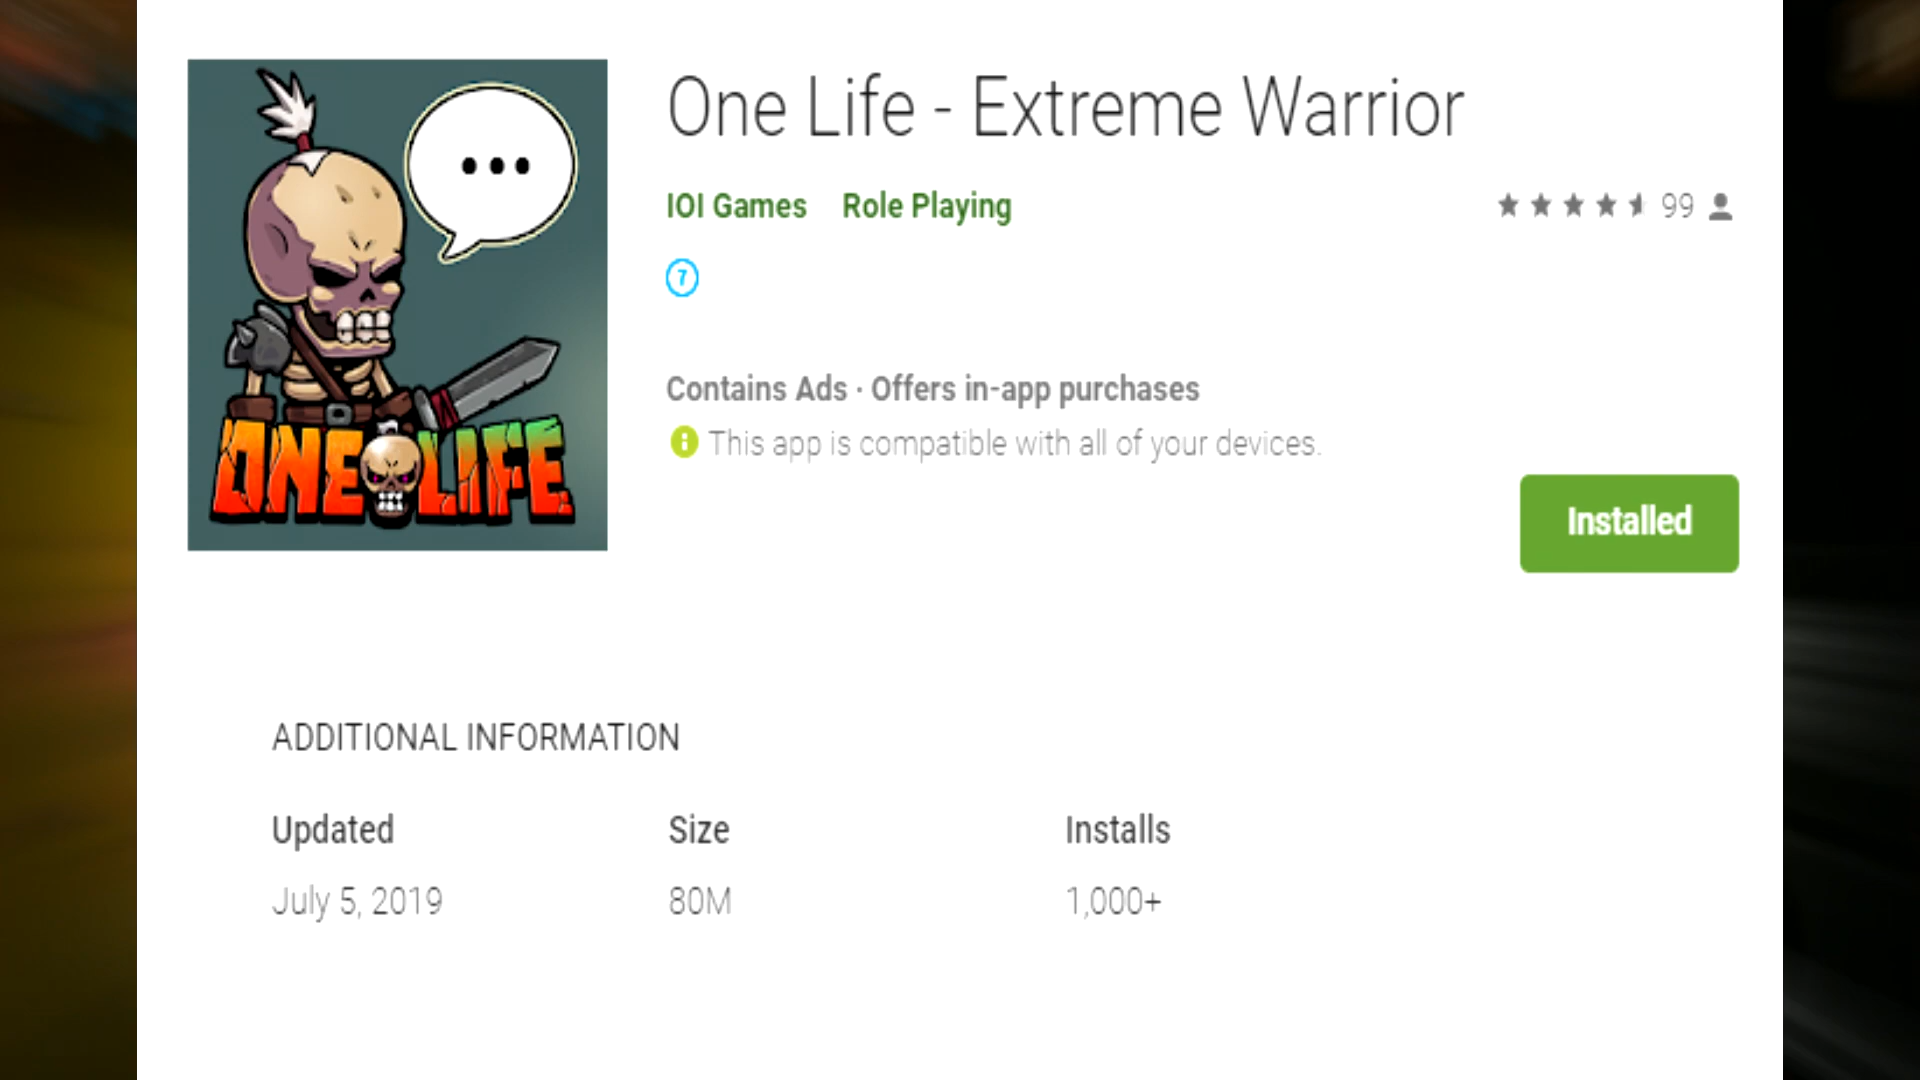 One Life - Extreme Warrior
IOI Games Role Playing
99
7
Contains Ads · Offers in-app purchases
This app is compatible with all of your devices.
ONE LIFE
Installed
ADDITIONAL INFORMATION
Updated Size Installs
July 5, 2019 80M 1,000+